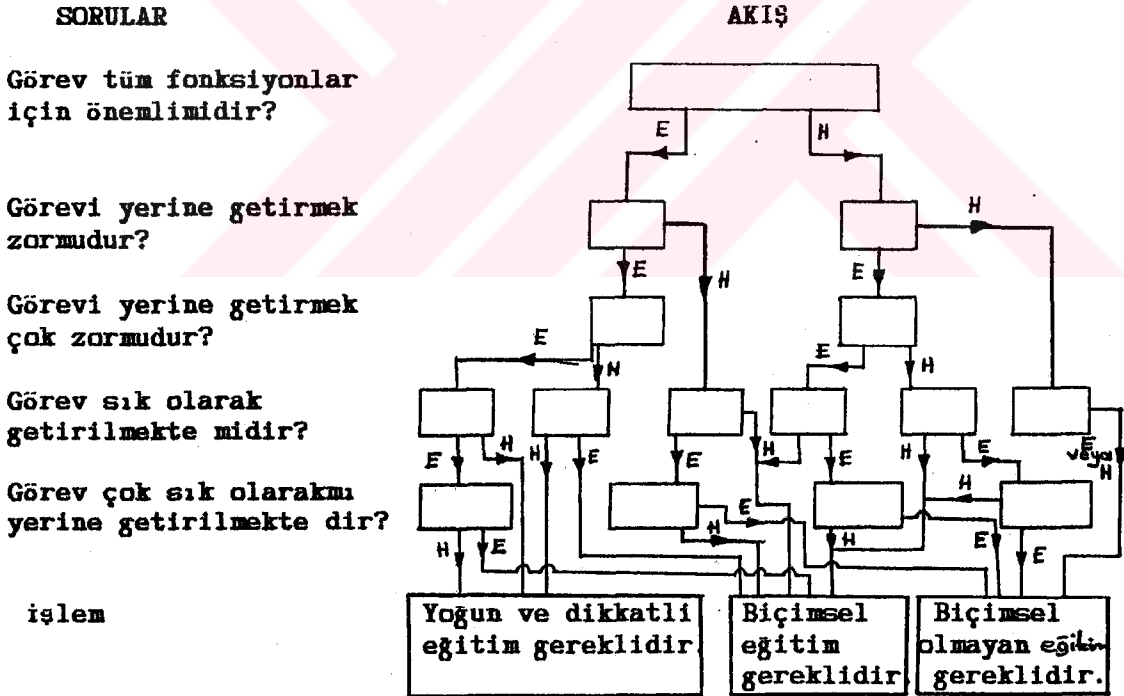 SORULAR
AKIŞ
Görev tüm fonksiyonlar
için önemlimidir?
E
H
Görevi yerine getirmek
zormudur?
H
E
H
E
Görevi yerine getirmek
çok zormudur?
E
H
E
H
Görev sık olarak
getirilmekte midir?
E
H
H
E
E
H
E
H
E
E
veya
H
Görev çok sık olarakmı
yerine getirilmekte dir?
H
H
E
E
H
H
E
E
E
işlem
Yoğun ve dikkatli
eğitim gereklidir.
Biçimsel
eğitim
gereklidir
Biçimsel
olmayan eğitim
gereklidir.